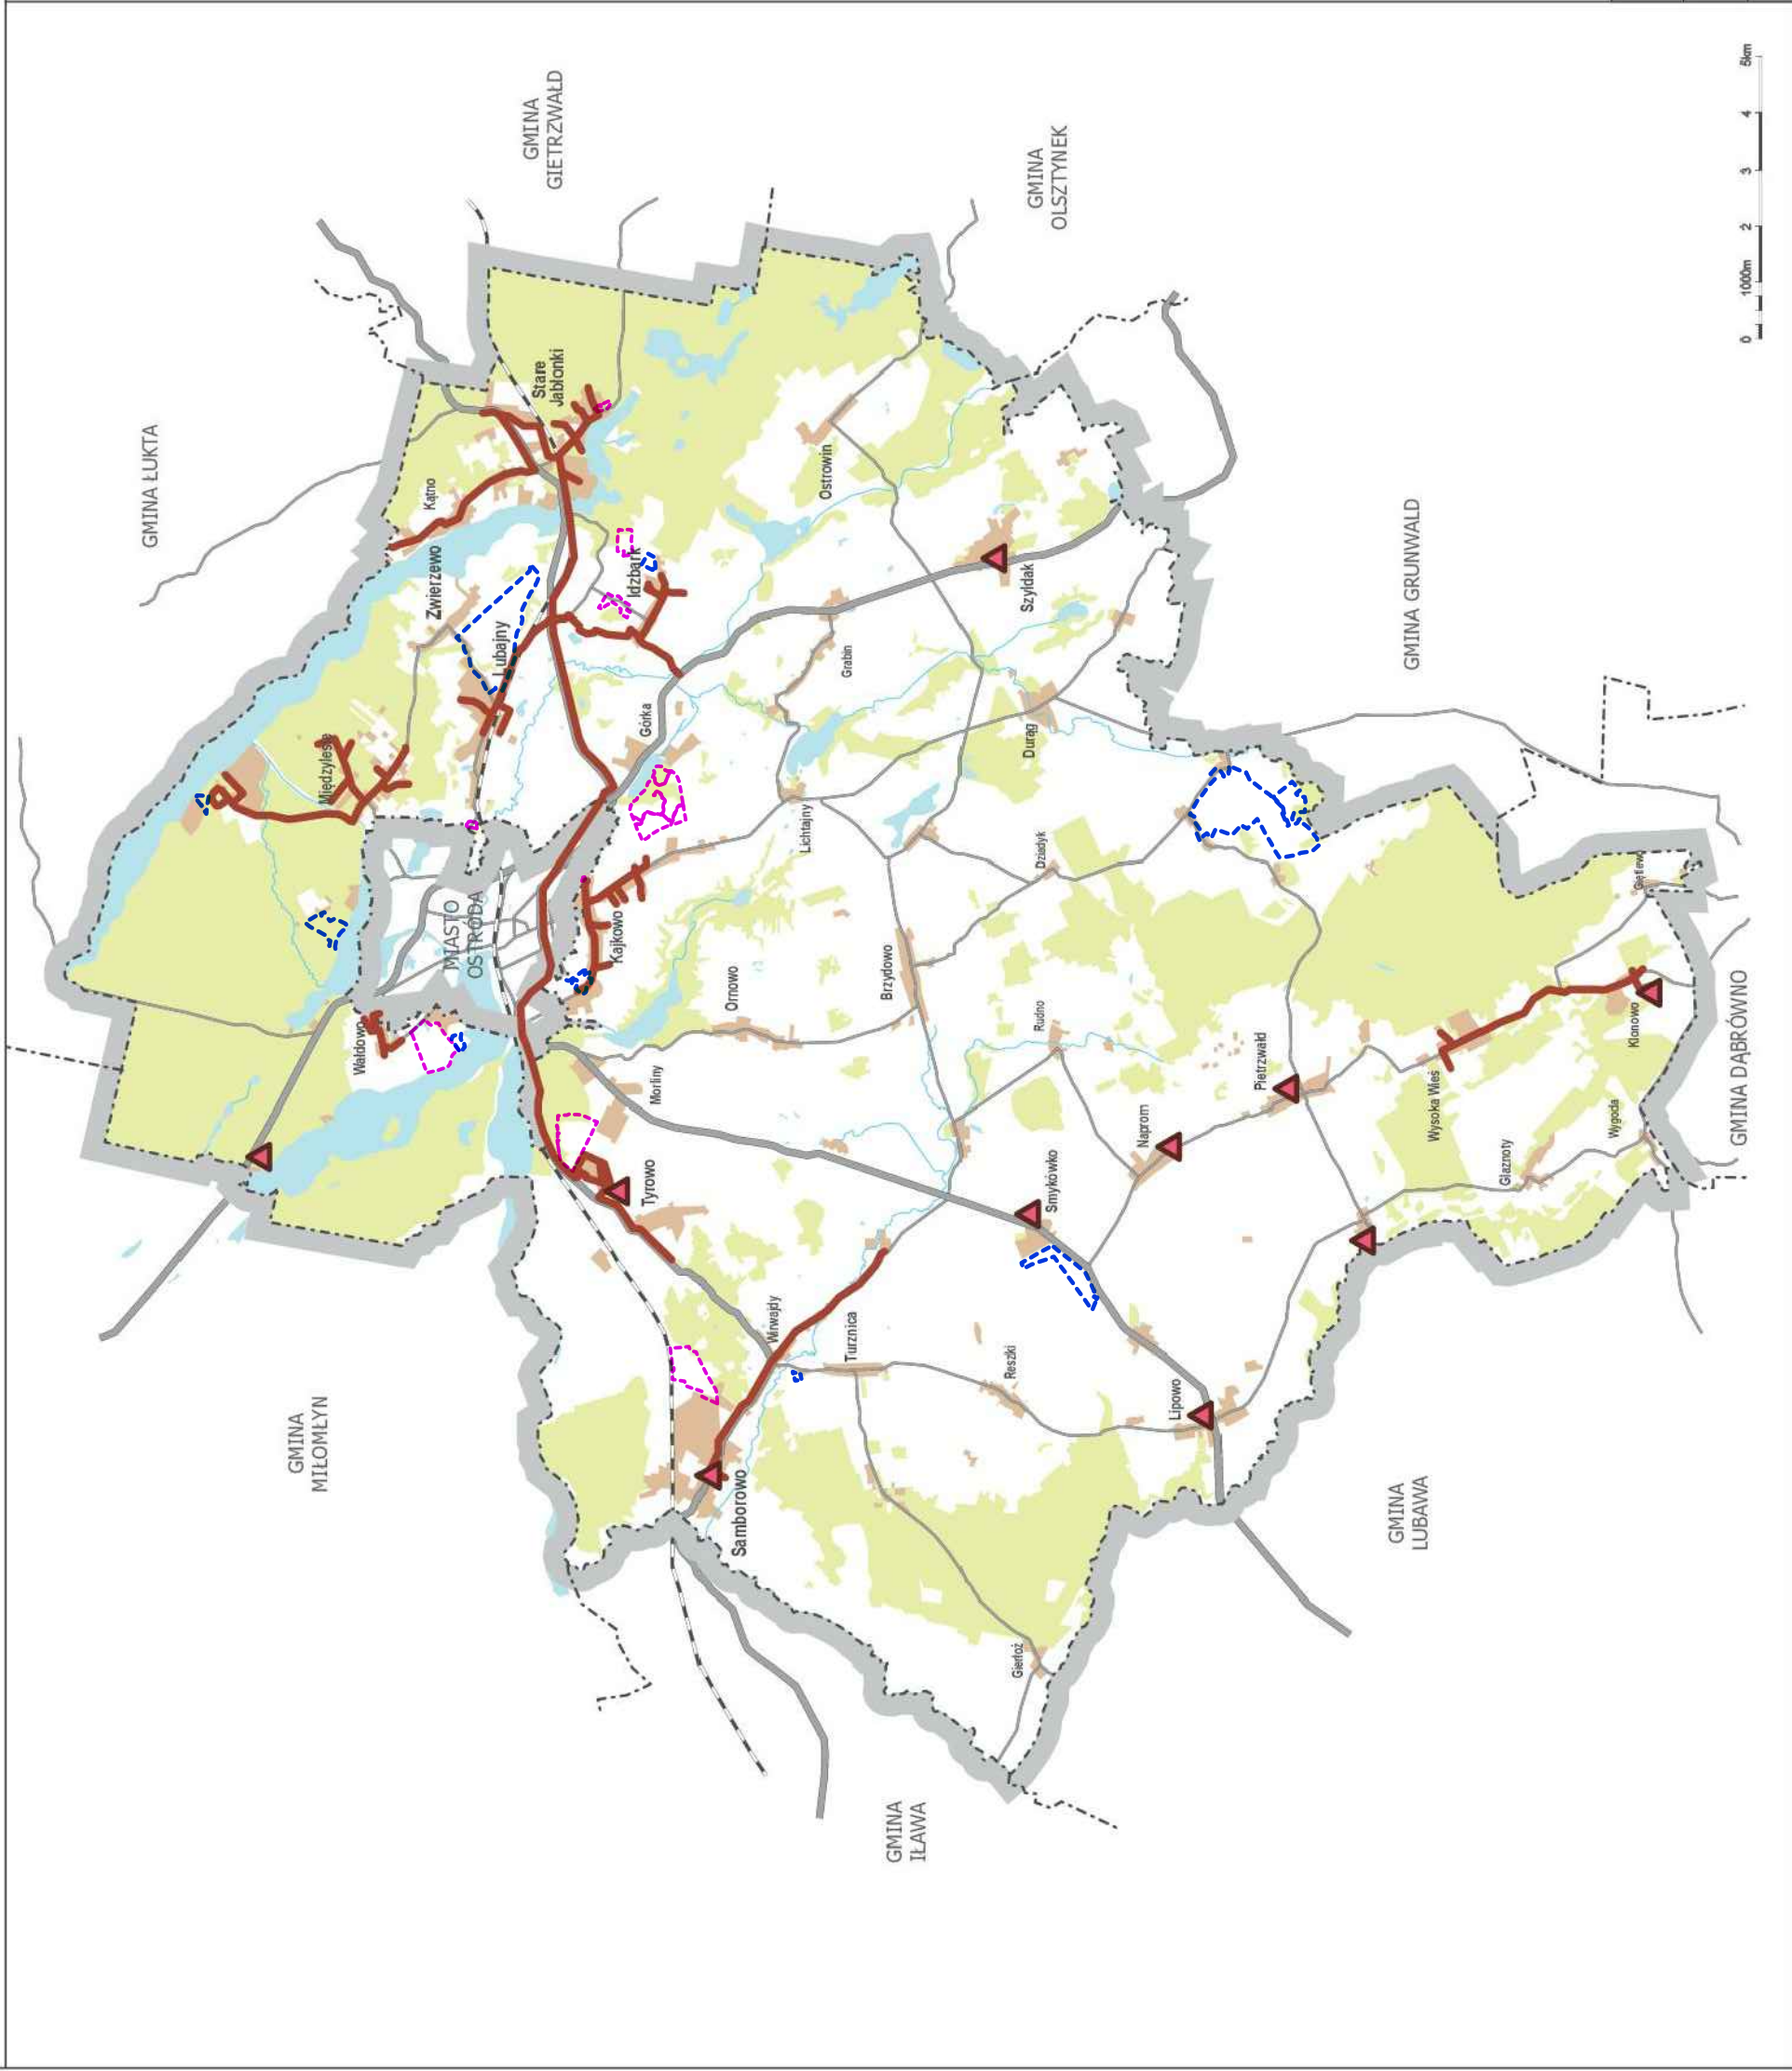 GMINA ŁUKTA
GMINA
GIETRZWAŁD
GMINA
OLSZTYNEK
GMINA GRUNWALD
GMINA DĄBRÓWNO
GMINA
LUBAWA
GMINA
IŁAWA
GMINA
MIŁOMŁYN
MIASTO
OSTRÓDA
Stare
Jabłonki
Kątno
Zwierzewo
Lubajny
Idzbark
Międzylesie
Górka
Kajkowo
Wałdowo
Ornowo
Morliny
Tyrowo
Wirwajdy
Samborowo
Turznica
Reszki
Lipowo
Gierłoż
Smykówko
Naprom
Rudno
Brzydowo
Lichtajny
Grabin
Ostrowin
Szyldak
Durąg
Dziadyk
Pietrzwałd
Wysoka Wieś
Glaznoty
Wygoda
Klonowo
0 1000m 2 3 4 5km